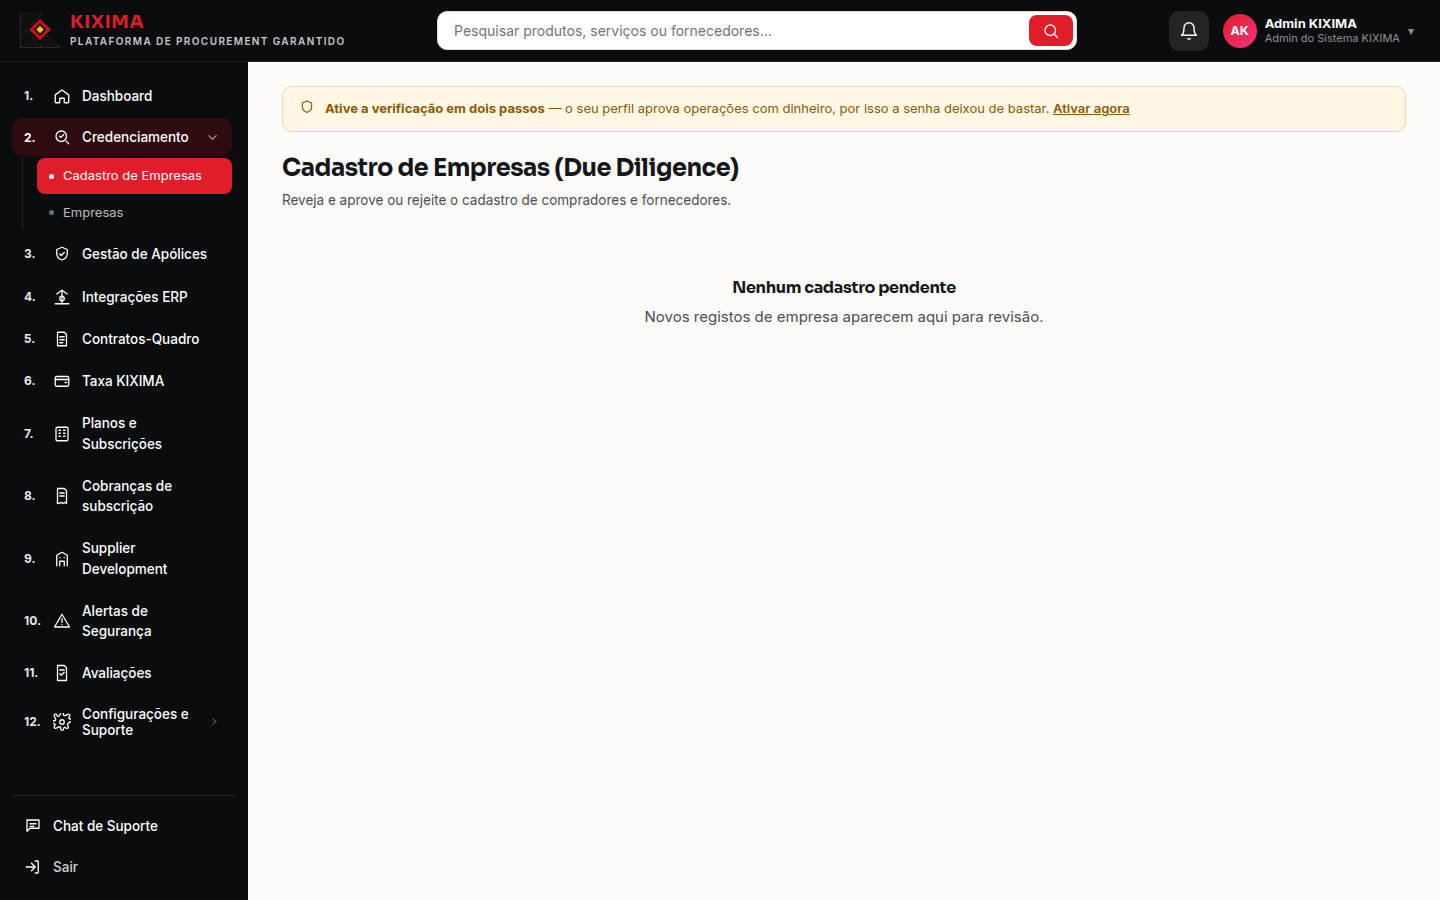 KIXIMA
PLATAFORMA DE PROCUREMENT GARANTIDO
Pesquisar produtos, serviços ou fornecedores...
AK
Admin KIXIMA
Admin do Sistema KIXIMA
1. Dashboard
2. Credenciamento
Cadastro de Empresas
Empresas
3. Gestão de Apólices
4. Integrações ERP
5. Contratos-Quadro
6. Taxa KIXIMA
7. Planos e
Subscrições
8. Cobranças de
subscrição
9. Supplier
Development
10. Alertas de
Segurança
11. Avaliações
12. Configurações e
Suporte
Chat de Suporte
Sair
Ative a verificação em dois passos — o seu perfil aprova operações com dinheiro, por isso a senha deixou de bastar. Ativar agora
Cadastro de Empresas (Due Diligence)
Reveja e aprove ou rejeite o cadastro de compradores e fornecedores.
Nenhum cadastro pendente
Novos registos de empresa aparecem aqui para revisão.